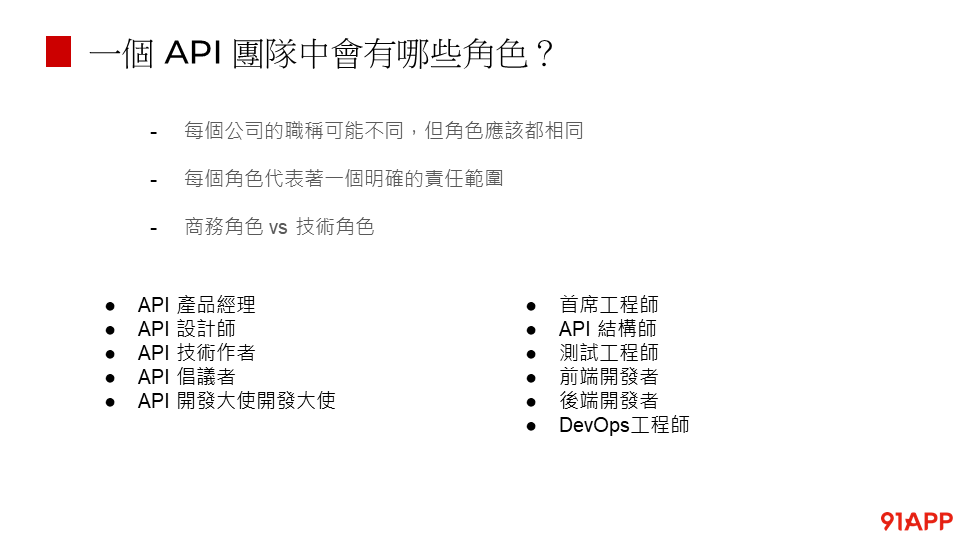 一個 API 團隊中會有哪些角色？
- 每個公司的職稱可能不同，但角色應該都相同
- 每個角色代表著一個明確的責任範圍
- 商務角色 vs 技術角色
● API 產品經理
● API 設計師
● API 技術作者
● API 倡議者
● API 開發大使開發大使
● 首席工程師
● API 結構師
● 測試工程師
● 前端開發者
● 後端開發者
● DevOps工程師
91APP